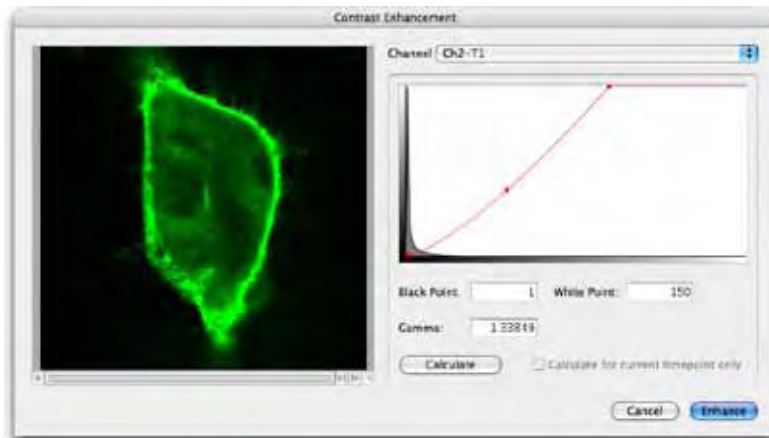 Contrast Enhancement
Channel Ch2-T1
Black Point: 1 White Point: 150
Gamma: 1.33849
Calculate Calculate for current timepoint only
Cancel Enhance